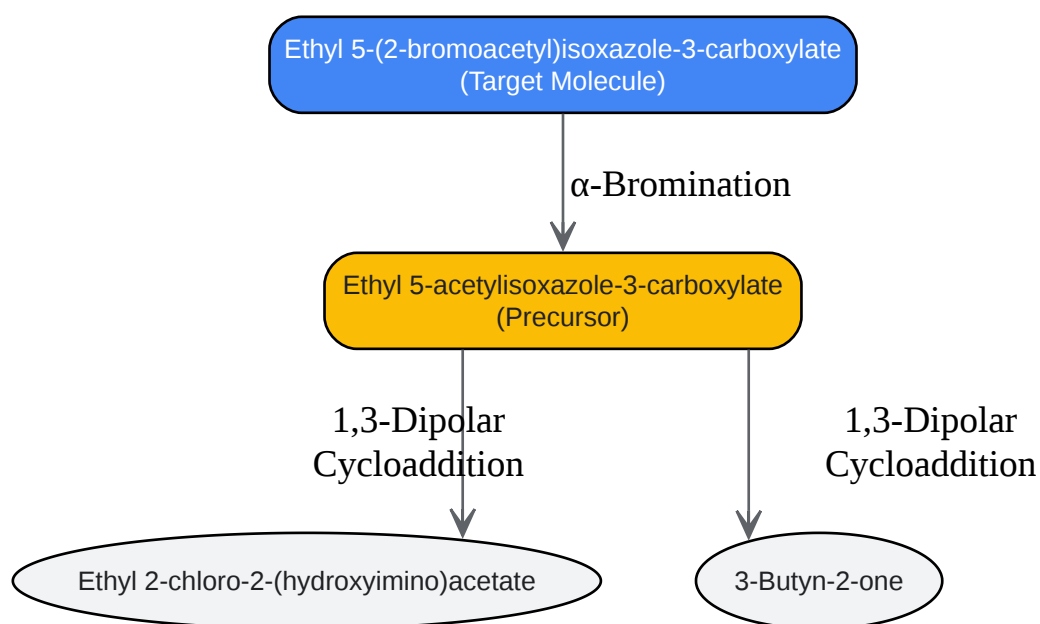 Ethyl 5-(2-bromoacetyl)isoxazole-3-carboxylate
(Target Molecule)
α-Bromination
Ethyl 5-acetylisoxazole-3-carboxylate
(Precursor)
1,3-Dipolar
Cycloaddition
1,3-Dipolar
Cycloaddition
Ethyl 2-chloro-2-(hydroxyimino)acetate
3-Butyn-2-one